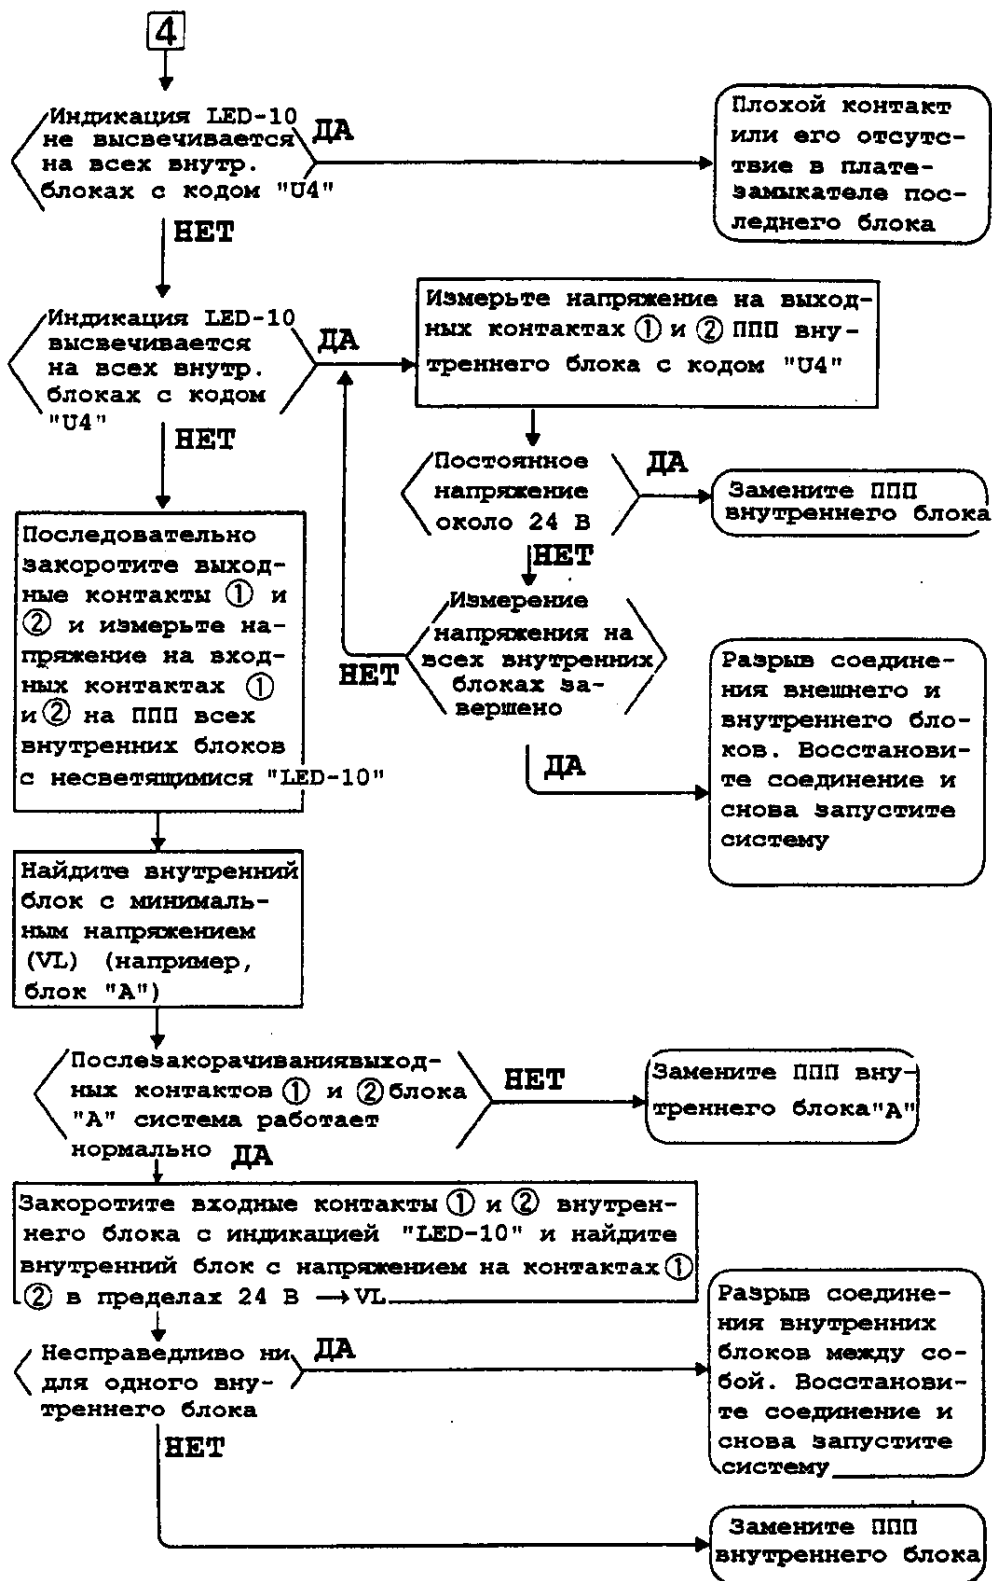 4
Индикация LED-10
не высвечивается
на всех внутр.
блоках с кодом "U4"
ДА
Плохой контакт
или его отсутс-
твие в плате-
замыкателе пос-
леднего блока
НЕТ
Индикация LED-10
высвечивается
на всех внутр.
блоках с кодом
"U4"
ДА
Измерьте напряжение на выход-
ных контактах ① и ② ППП вну-
треннего блока с кодом "U4"
НЕТ
Постоянное
напряжение
около 24 В
ДА
Замените ППП
внутреннего блока
НЕТ
Измерение
напряжения на
всех внутренних
блоках за-
вершено
НЕТ
ДА
Разрыв соедине-
ния внешнего и
внутреннего бло-
ков. Восстанови-
те соединение и
снова запустите
систему
Последовательно
закоротите выход-
ные контакты ① и
② и измерьте на-
пряжение на вход-
ных контактах ①
и ② на ППП всех
внутренних блоков
с несветящимися "LED-10"
Найдите внутренний
блок с минималь-
ным напряжением
(VL) (например,
блок "А")
Послезакорачиваниявыход-
ных контактов ① и ② блока
"А" система работает
нормально
НЕТ
Замените ППП вну-
треннего блока"А"
ДА
Закоротите входные контакты ① и ② внутрен-
него блока с индикацией "LED-10" и найдите
внутренний блок с напряжением на контактах ①
② в пределах 24 В → VL
Несправедливо ни
для одного вну-
треннего блока
ДА
Разрыв соедине-
ния внутренних
блоков между со-
бой. Восстанови-
те соединение и
снова запустите
систему
НЕТ
Замените ППП
внутреннего блока